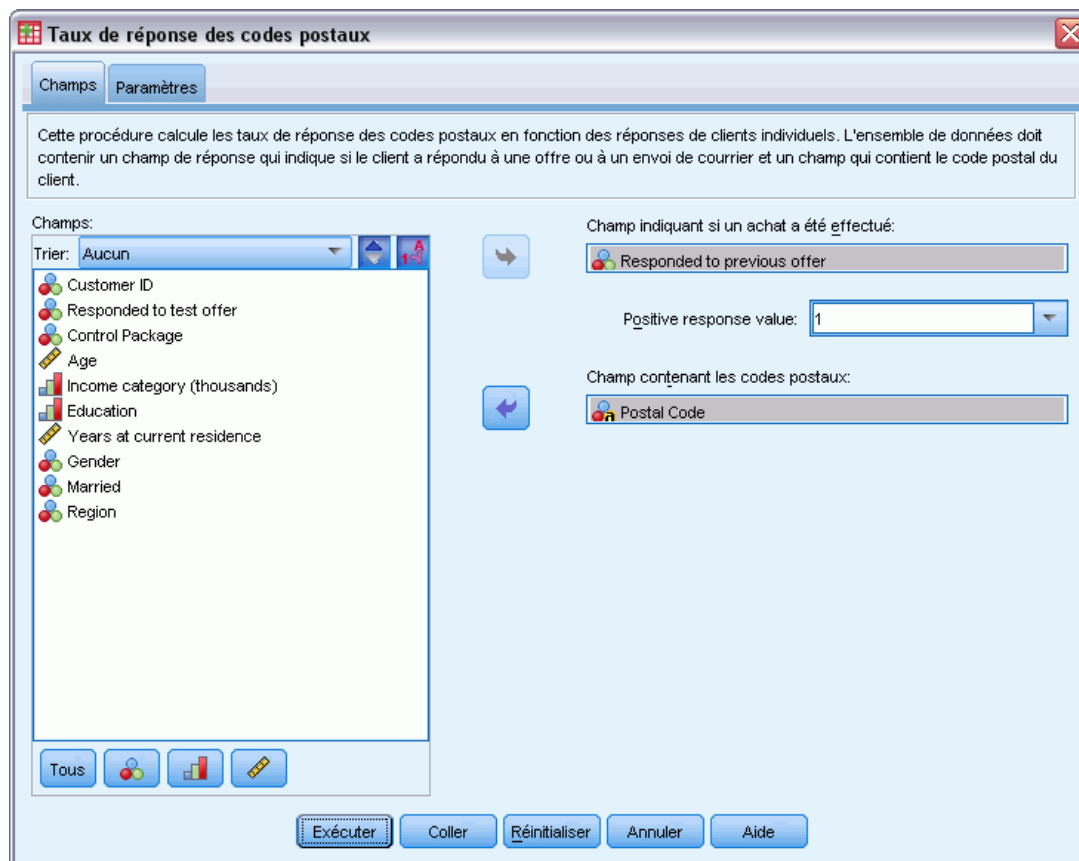 Taux de réponse des codes postaux
Champs
Paramètres
Cette procédure calcule les taux de réponse des codes postaux en fonction des réponses de clients individuels. L'ensemble de données doit
contenir un champ de réponse qui indique si le client a répondu à une offre ou à un envoi de courrier et un champ qui contient le code postal du
client.
Champs:
Trier: Aucun
Customer ID
Responded to test offer
Control Package
Age
Income category (thousands)
Education
Years at current residence
Gender
Married
Region
Tous
Champ indiquant si un achat a été effectué:
Responded to previous offer
Positive response value: 1
Champ contenant les codes postaux:
Postal Code
Exécuter Coller Réinitialiser Annuler Aide